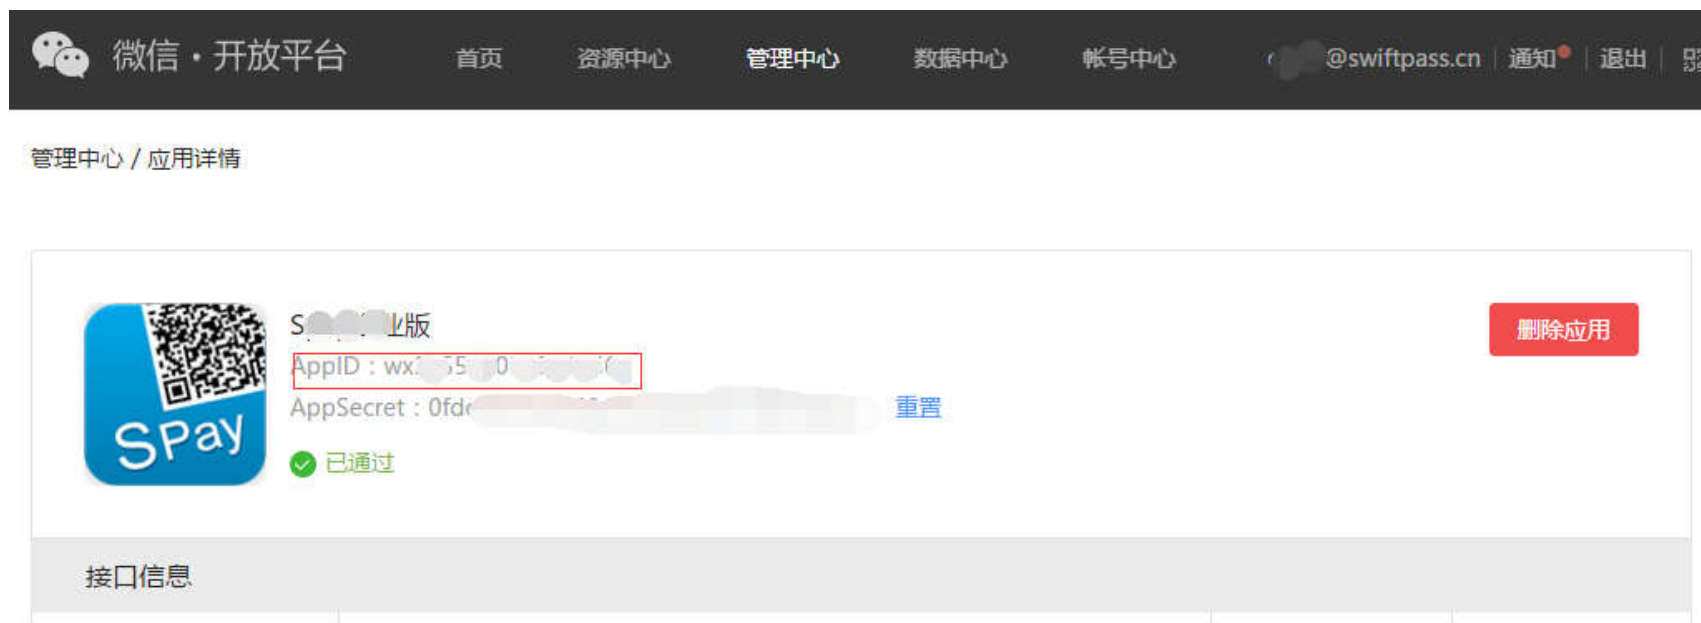 微信·开放平台 首页 资源中心 管理中心 数据中心 帐号中心 @swiftpass.cn 通知 退出
管理中心 / 应用详情
SPay
业版
删除应用
AppID：wx
AppSecret：0fd 重置
已通过
接口信息